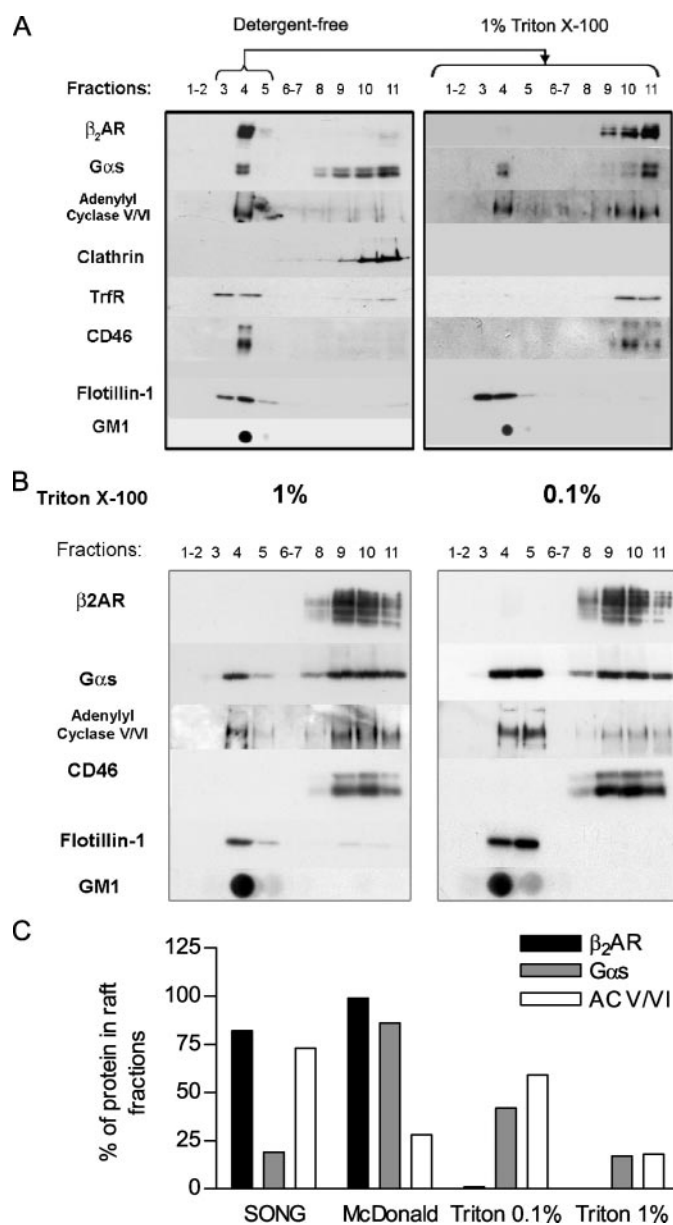 A
Detergent-free 1% Triton X-100
Fractions: 1-2 3 4 5 6-7 8 9 10 11 1-2 3 4 5 6-7 8 9 10 11
β₂AR
Gαs
Adenylyl
Cyclase V/VI
Clathrin
TrfR
CD46
Flotillin-1
GM1
B
Triton X-100 1% 0.1%
Fractions: 1-2 3 4 5 6-7 8 9 10 11 1-2 3 4 5 6-7 8 9 10 11
β2AR
Gαs
Adenylyl
Cyclase V/VI
CD46
Flotillin-1
GM1
C
% of protein in raft
fractions
125
100
75
50
25
0
β₂AR
Gαs
AC V/VI
SONG McDonald Triton 0.1% Triton 1%